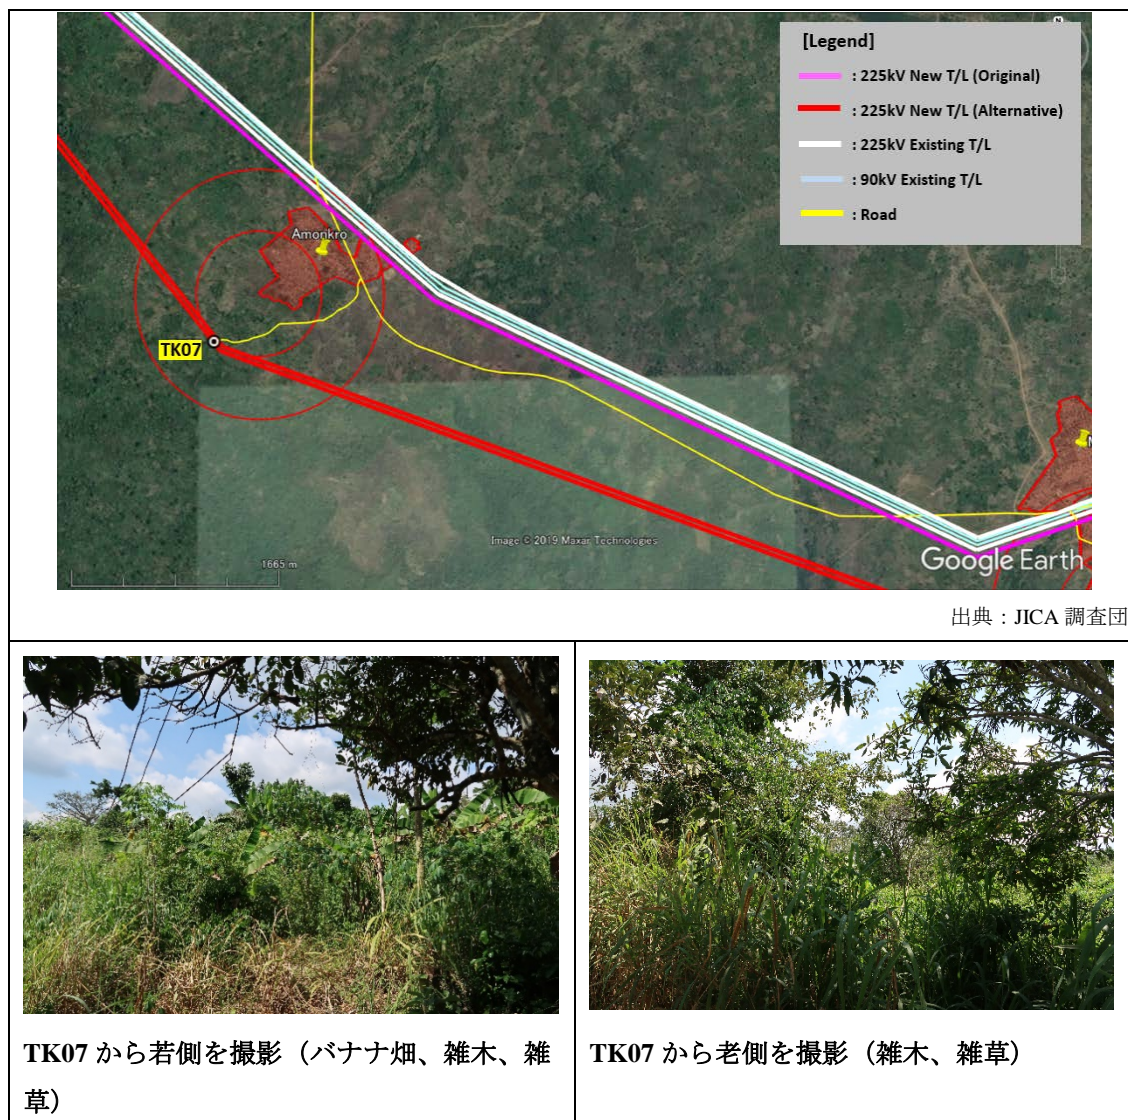 N
[Legend]
: 225kV New T/L (Original)
: 225kV New T/L (Alternative)
: 225kV Existing T/L
: 90kV Existing T/L
: Road
Amonkro
TK07
Image © 2019 Maxar Technologies
1665 m
Google Earth
出典：JICA 調査団
TK07 から若側を撮影（バナナ畑、雑木、雑
草）
TK07 から老側を撮影（雑木、雑草）